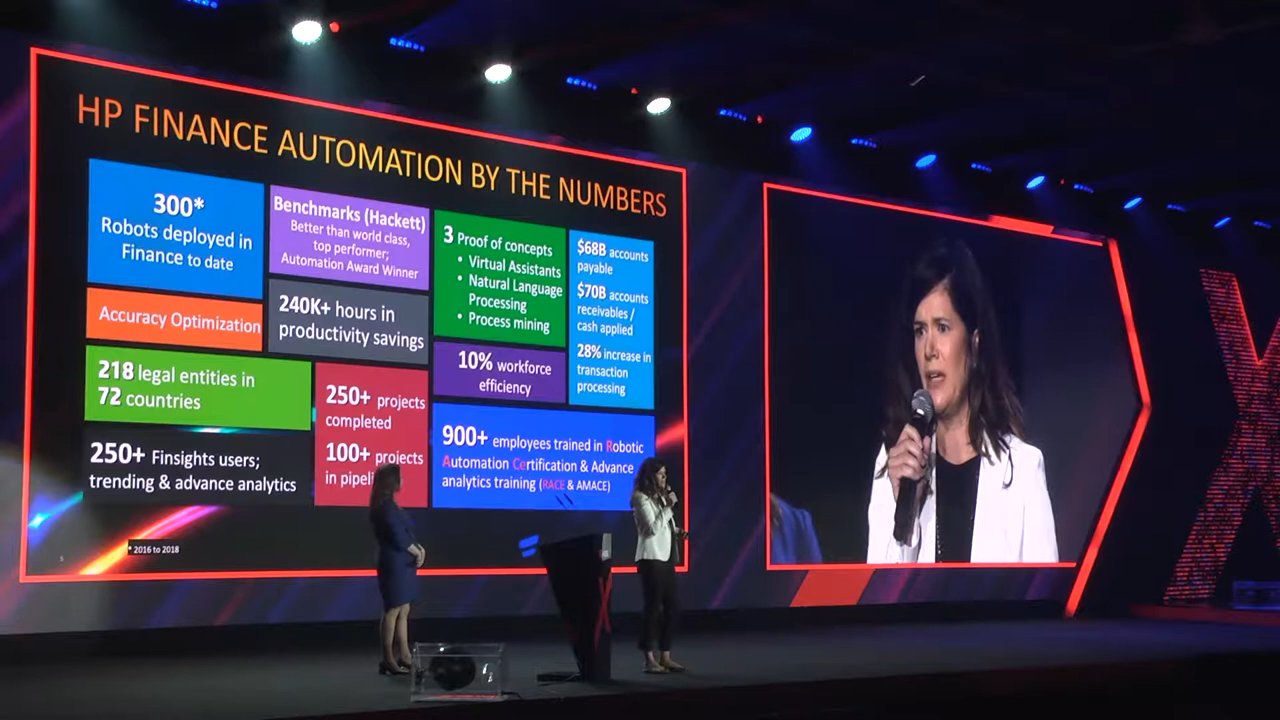 HP FINANCE AUTOMATION BY THE NUMBERS
300*
Robots deployed in
Finance to date
Accuracy Optimization
218 legal entities in
72 countries
250+ Finsights users;
trending & advance analytics
Benchmarks (Hackett)
Better than world class,
top performer;
Automation Award Winner
240K+ hours in
productivity savings
250+ projects
completed
100+ projects
in
3 Proof of concepts
• Virtual Assistants
• Natural Language
Processing
• Process mining
10% workforce
efficiency
$68B accounts
payable
$70B accounts
receivables /
cash applied
28% increase in
transaction
processing
900+ employees trained in Robotic
Automation Certification & Advance
analytics training (RACE & AMACE)
* 2016 to 2018
5